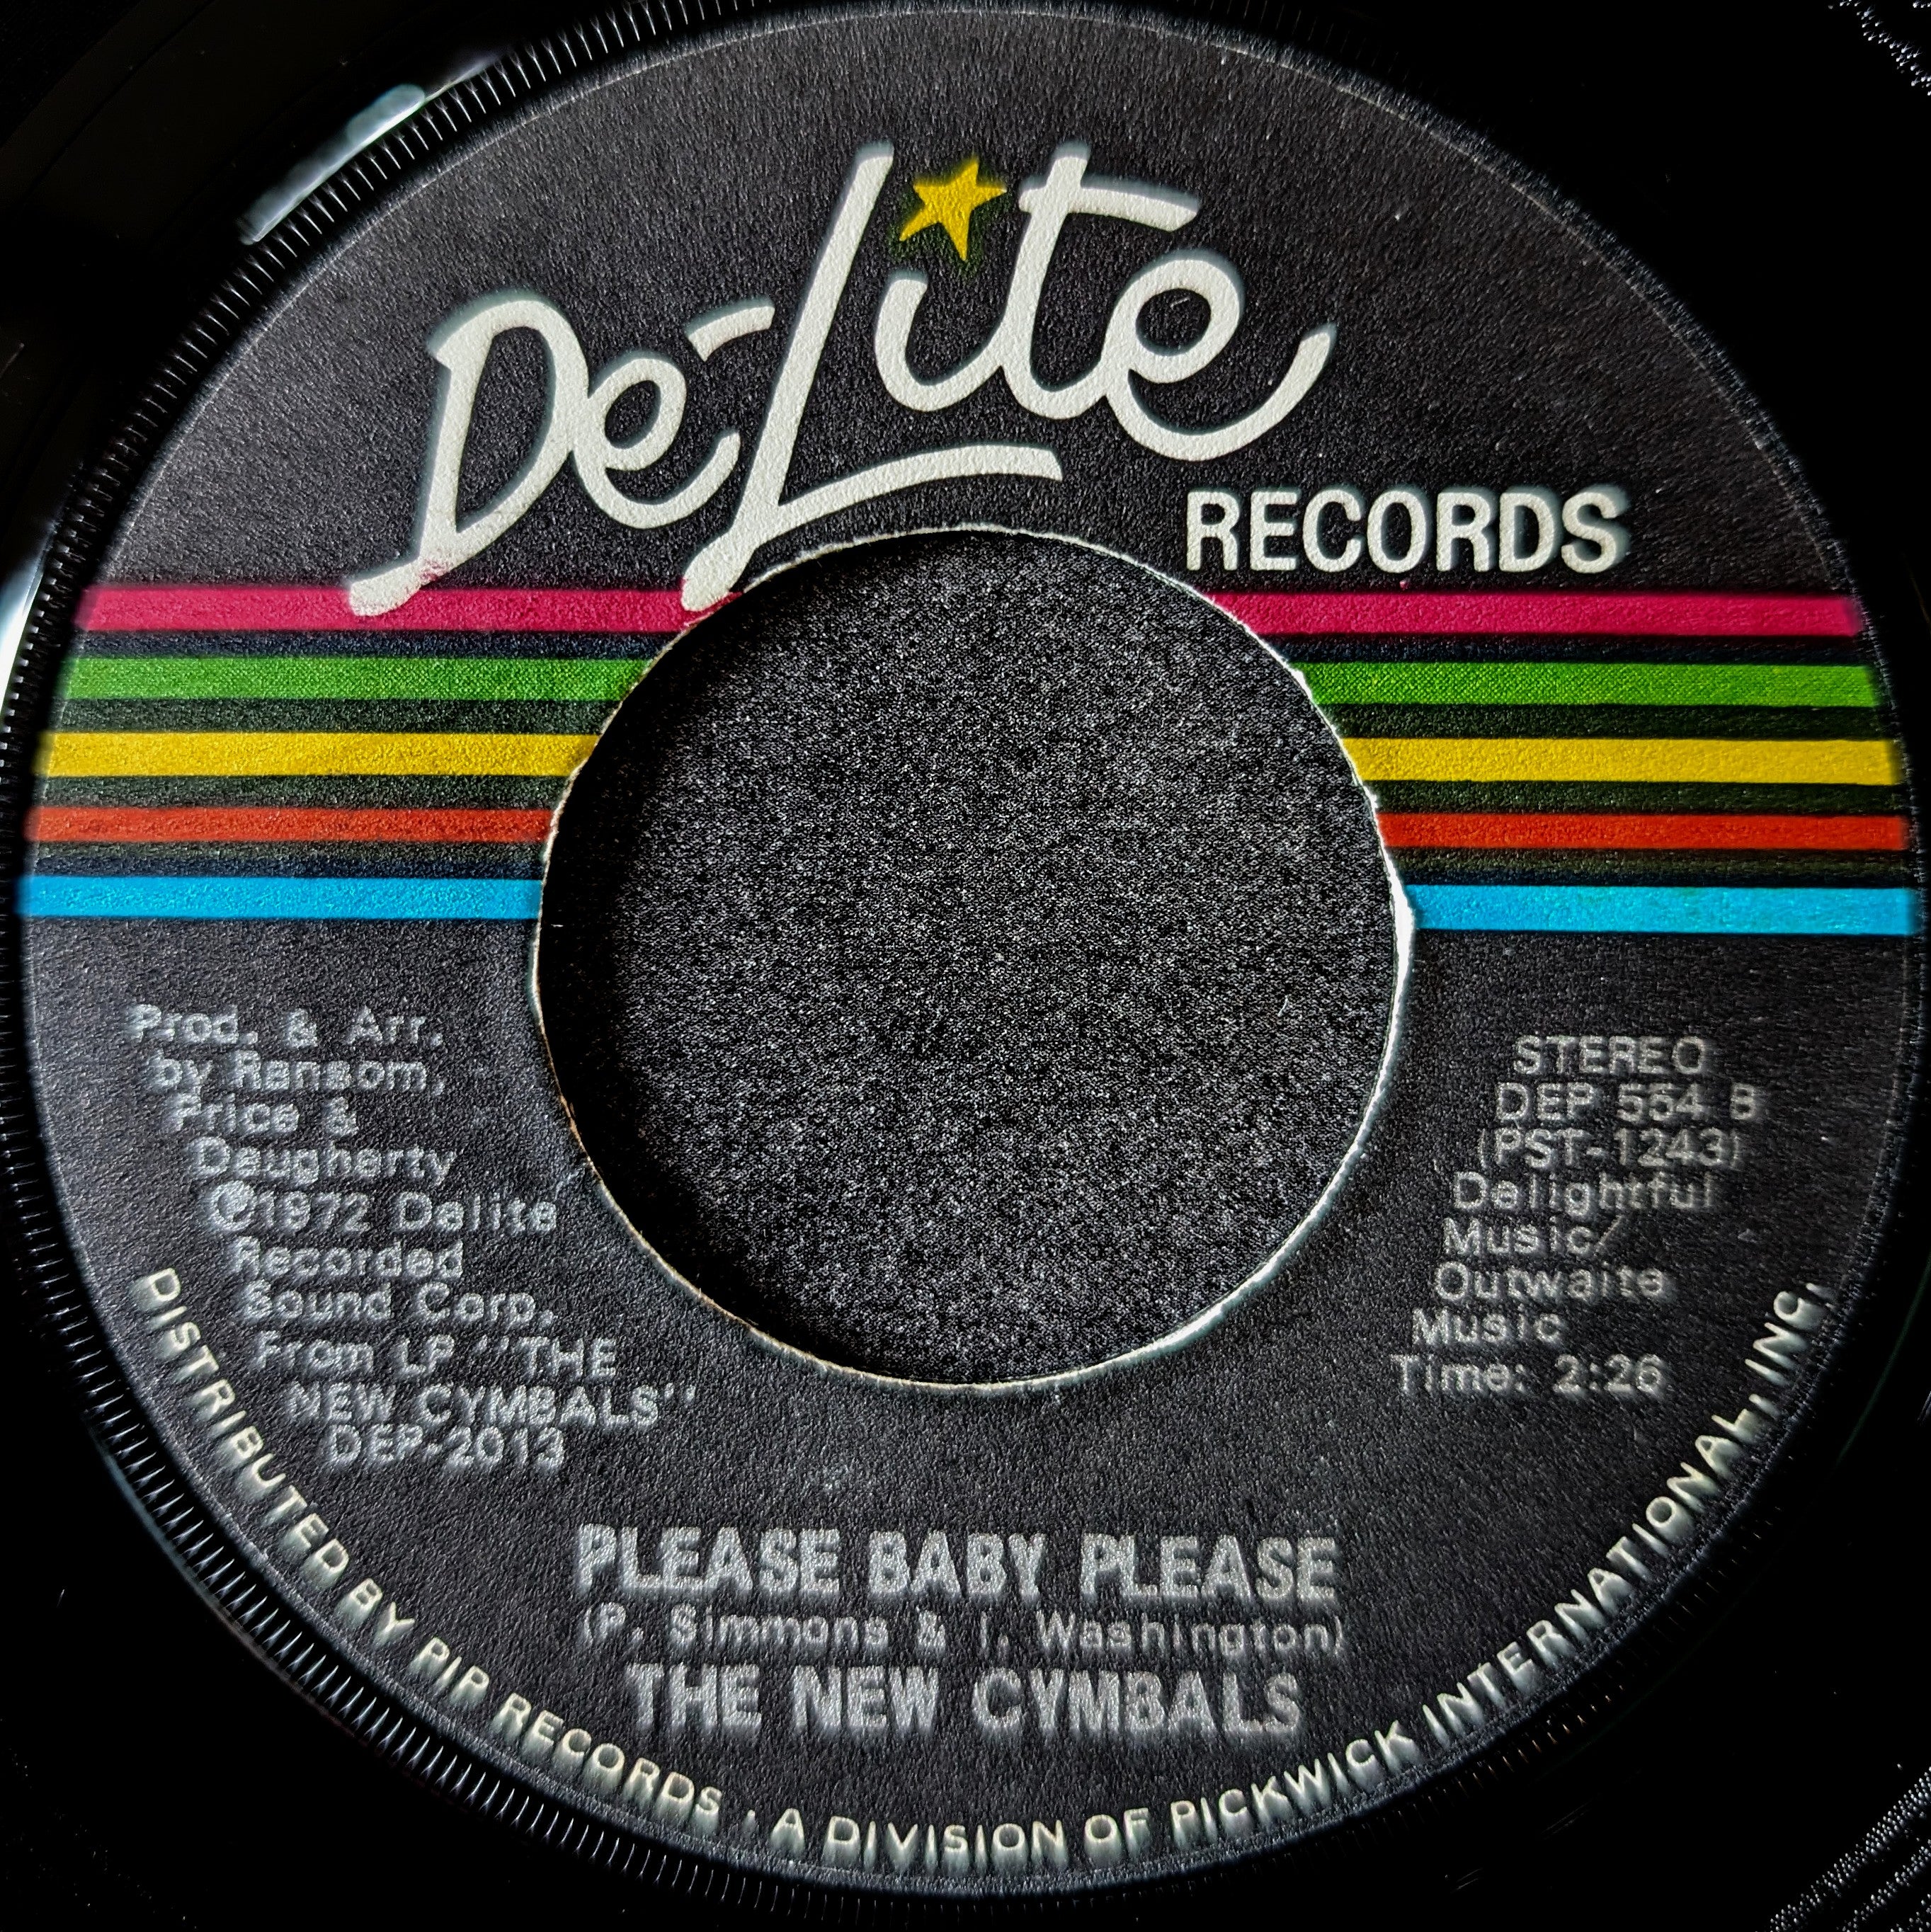 De-Lite
RECORDS
Prod. & Arr.
by Ransom,
Price &
Daugherty
℗1972 Delite
Recorded
Sound Corp.
From LP "THE
NEW CYMBALS"
DEP-2013
STEREO
DEP 554 B
(PST-1243)
Delightful
Music/
Outwaite
Music
Time: 2:26
PLEASE BABY PLEASE
(P. Simmons & I. Washington)
THE NEW CYMBALS
DISTRIBUTED BY PIP RECORDS · A DIVISION OF PICKWICK INTERNATIONAL, INC.